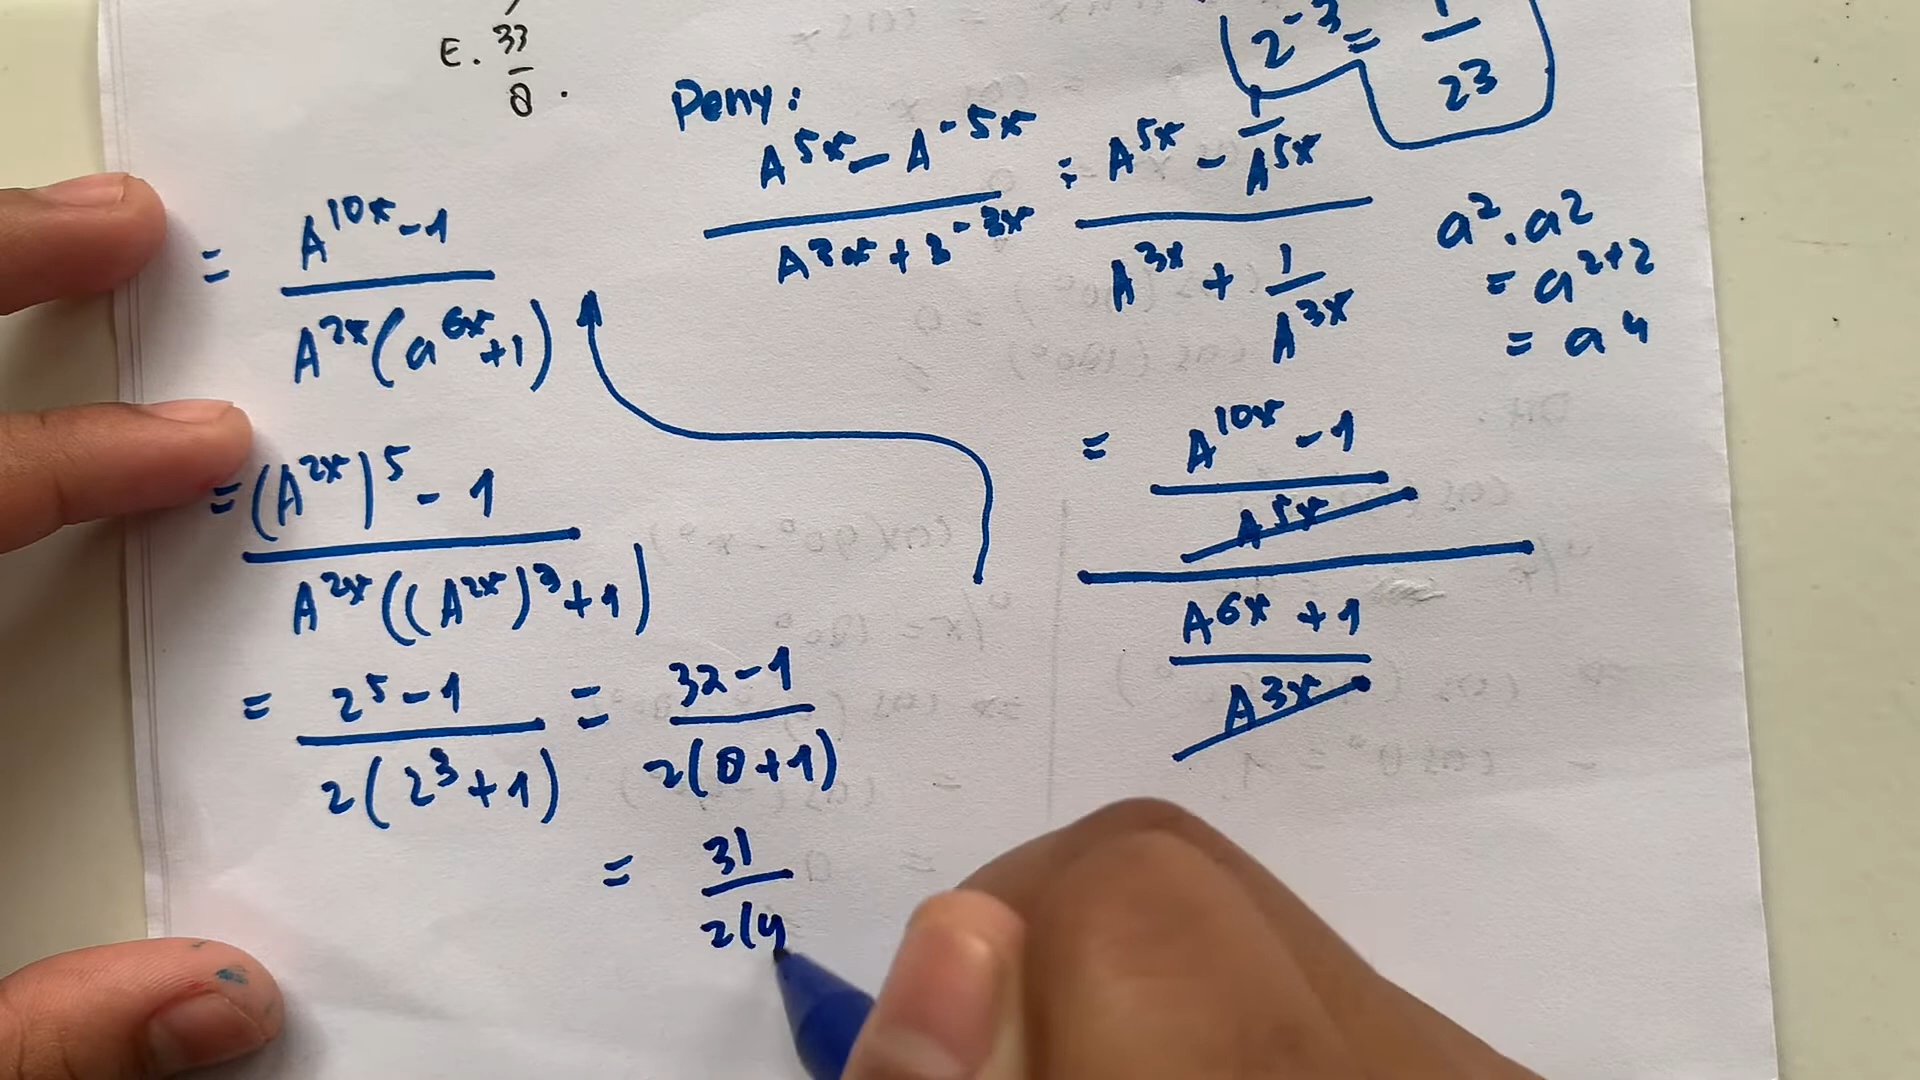 E. 33/8.
2^-3 = 1/23
Peny:
A^5x - A^-5x / A^3x + 3^-3x = A^5x - 1/A^5x / A^3x + 1/A^3x
a^2 . a^2
= a^2+2
= a^4
= A^10x - 1 / A^2x (a^6x + 1)
= A^10x - 1 / A^5x / A^6x + 1 / A^3x
= (A^2x)^5 - 1 / A^2x ((A^2x)^3 + 1)
= 2^5 - 1 / 2(2^3 + 1) = 32 - 1 / 2(8 + 1)
= 31 / 2(9